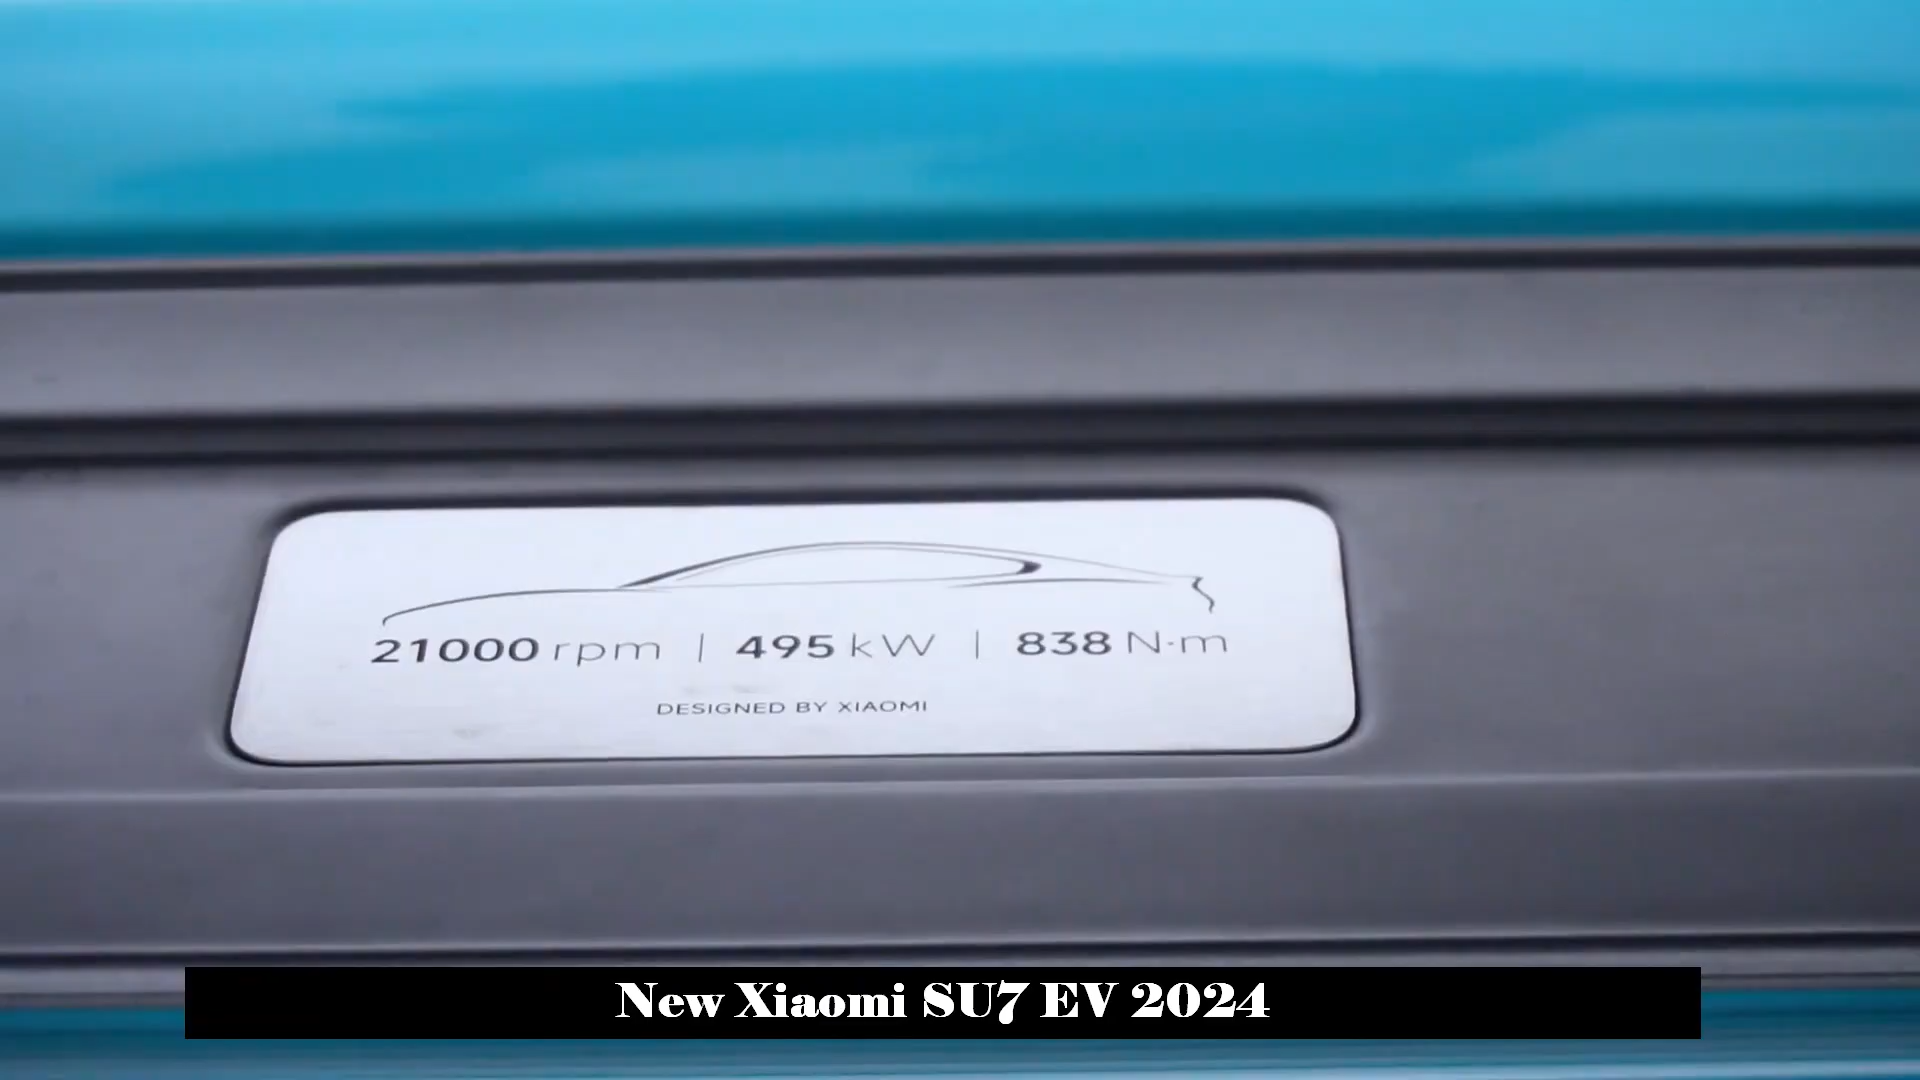 21000 rpm | 495 kW | 838 N·m
DESIGNED BY XIAOMI
New Xiaomi SU7 EV 2024